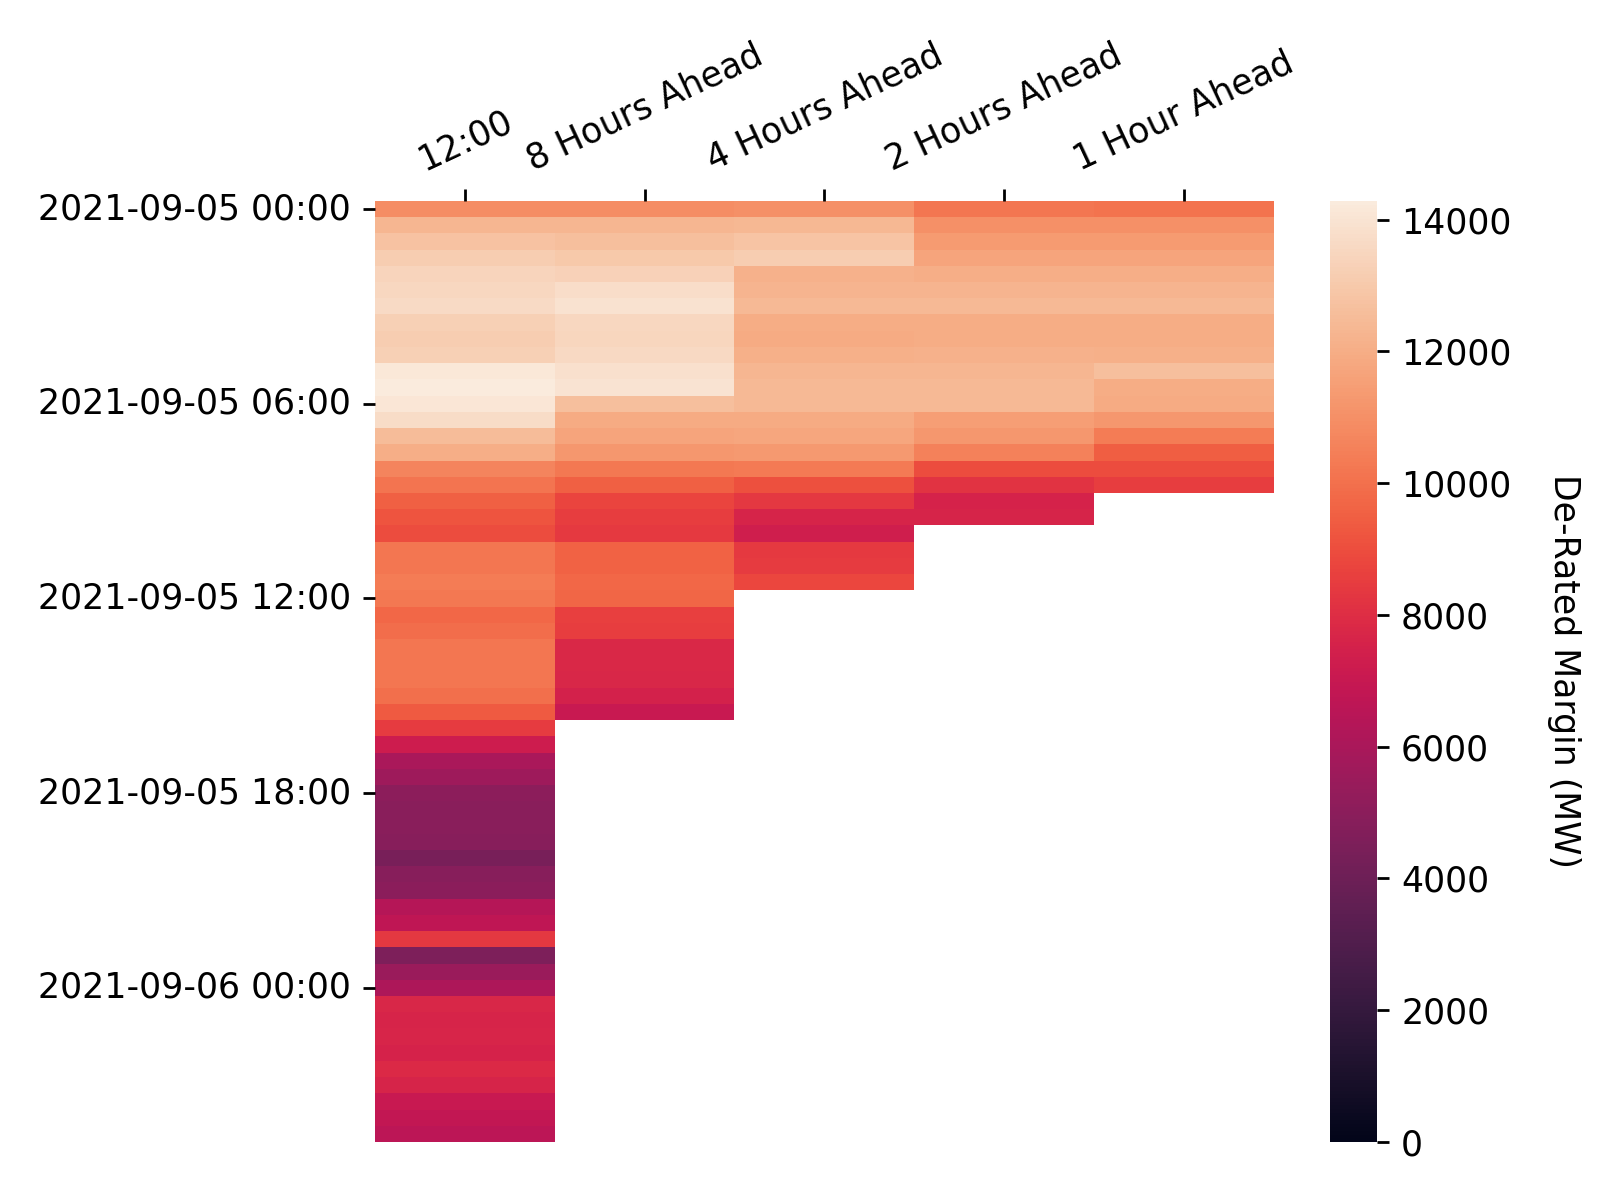 12:00
8 Hours Ahead
4 Hours Ahead
2 Hours Ahead
1 Hour Ahead
2021-09-05 00:00
2021-09-05 06:00
2021-09-05 12:00
2021-09-05 18:00
2021-09-06 00:00
14000
12000
10000
8000
6000
4000
2000
0
De-Rated Margin (MW)